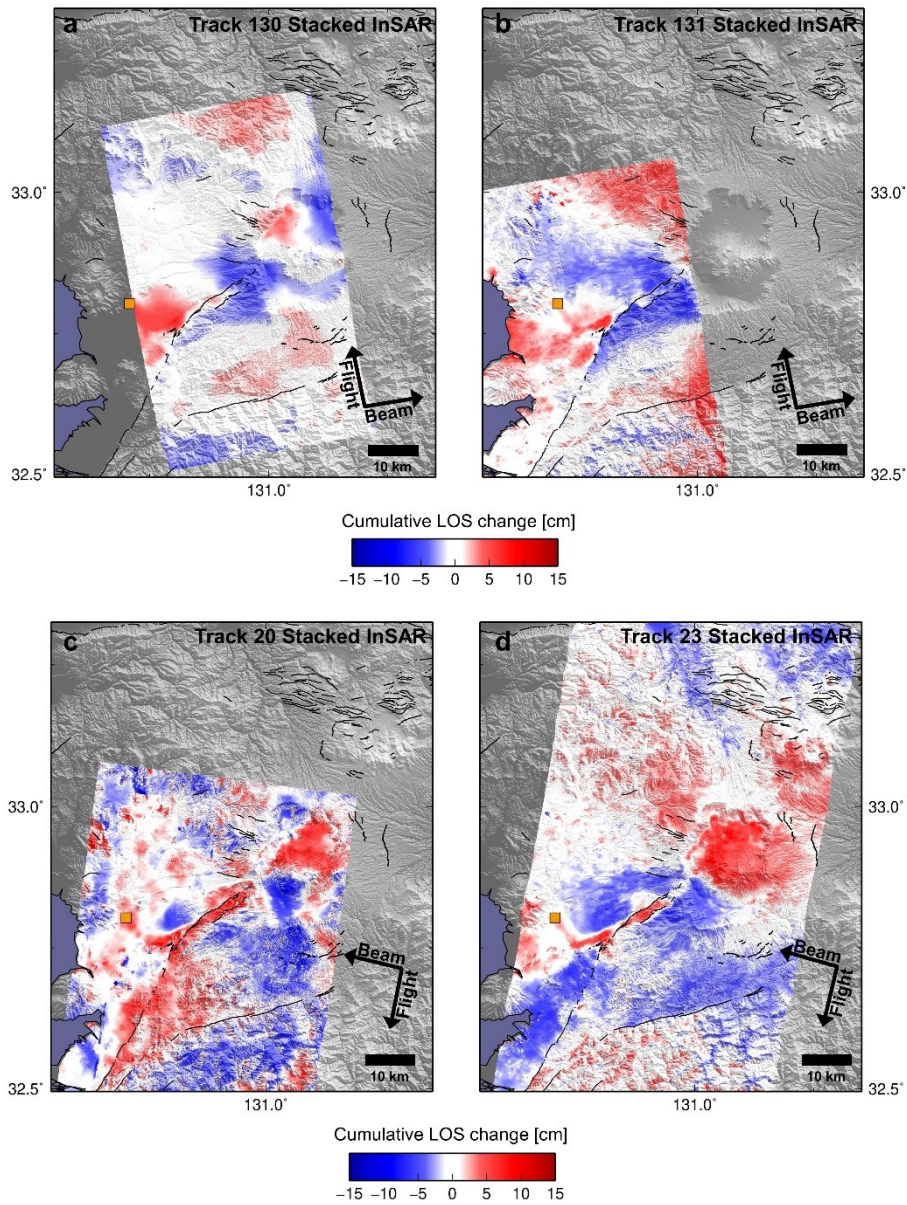 a Track 130 Stacked InSAR
33.0°
32.5°
131.0°
Flight
Beam
10 km
b Track 131 Stacked InSAR
33.0°
32.5°
131.0°
Flight
Beam
10 km
Cumulative LOS change [cm]
−15 −10 −5 0 5 10 15
c Track 20 Stacked InSAR
33.0°
32.5°
131.0°
Beam
Flight
10 km
d Track 23 Stacked InSAR
33.0°
32.5°
131.0°
Beam
Flight
10 km
Cumulative LOS change [cm]
−15 −10 −5 0 5 10 15